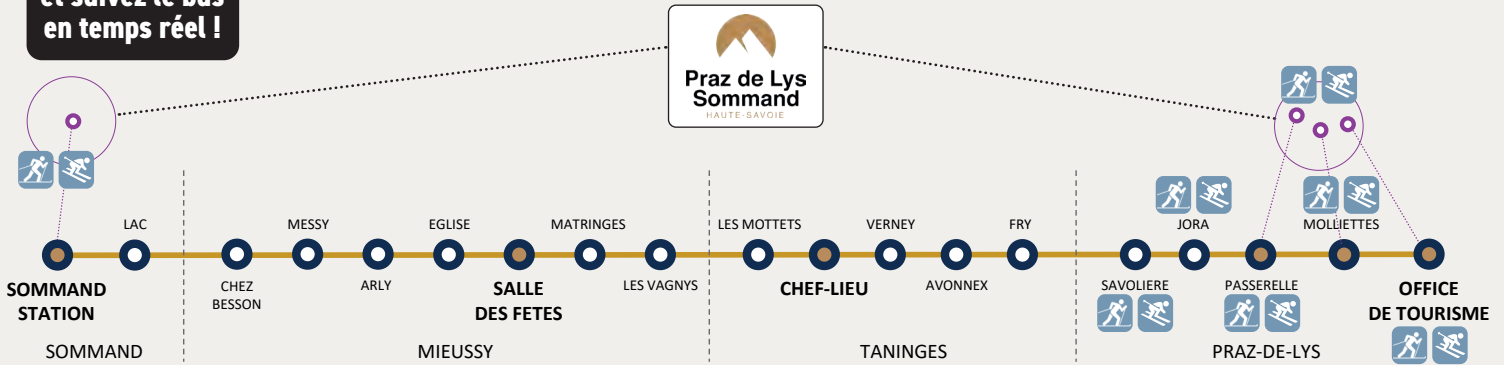 et suivez le bus
en temps réel !
Praz de Lys
Sommand
HAUTE-SAVOIE
LAC
MESSY
EGLISE
MATRINGES
LES MOTTETS
VERNEY
FRY
JORA
MOLLIETTES
SOMMAND
STATION
CHEZ
BESSON
ARLY
SALLE
DES FETES
LES VAGNYS
CHEF-LIEU
AVONNEX
SAVOLIERE
PASSERELLE
OFFICE
DE TOURISME
SOMMAND
MIEUSSY
TANINGES
PRAZ-DE-LYS